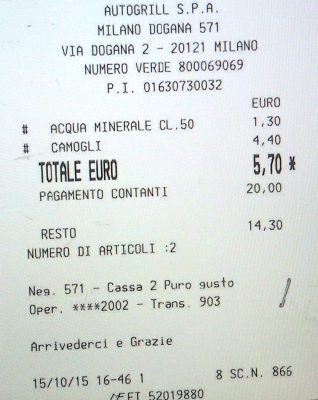 AUTOGRILL S.P.A.
MILANO DOGANA 571
VIA DOGANA 2 - 20121 MILANO
NUMERO VERDE 800069069
P.I. 01630730032
EURO
# ACQUA MINERALE CL.50 1,30
# CAMOGLI 4,40
TOTALE EURO 5,70 *
PAGAMENTO CONTANTI 20,00
RESTO 14,30
NUMERO DI ARTICOLI :2
Neg. 571 - Cassa 2 Puro gusto
Oper. ****2002 - Trans. 903
Arrivederci e Grazie
15/10/15 16-46 1 8 SC.N. 866
52019880